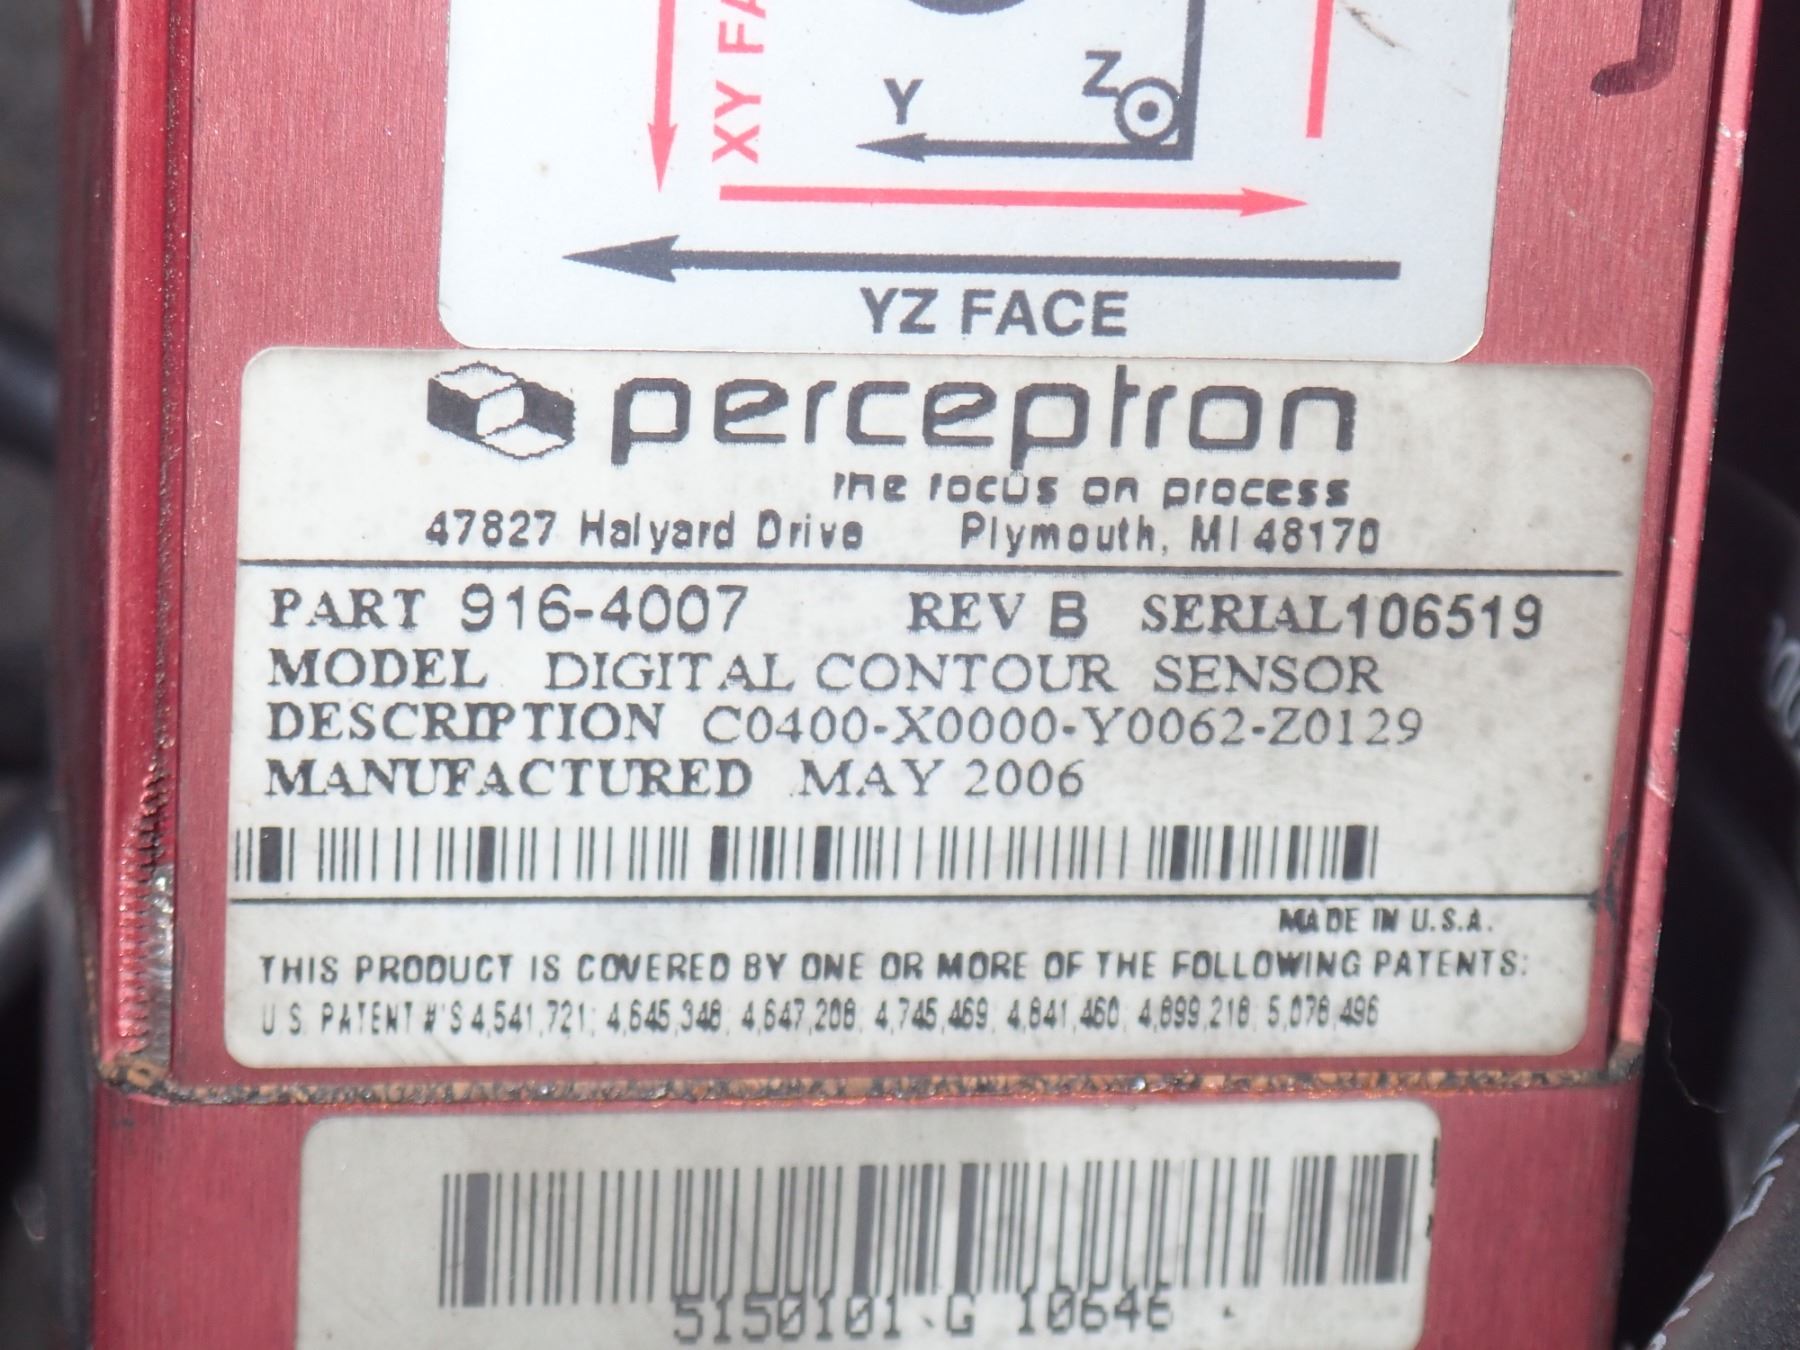 XY FA
Y
Z
YZ FACE
perceptron
the focus on process
47827 Halyard Drive Plymouth, MI 48170
PART 916-4007 REV B SERIAL106519
MODEL DIGITAL CONTOUR SENSOR
DESCRIPTION C0400-X0000-Y0062-Z0129
MANUFACTURED MAY 2006
MADE IN U.S.A.
THIS PRODUCT IS COVERED BY ONE OR MORE OF THE FOLLOWING PATENTS:
U.S. PATENT #'S 4,541,721; 4,645,348; 4,647,208; 4,745,469; 4,841,460; 4,899,218; 5,078,496
5150101 G 10646